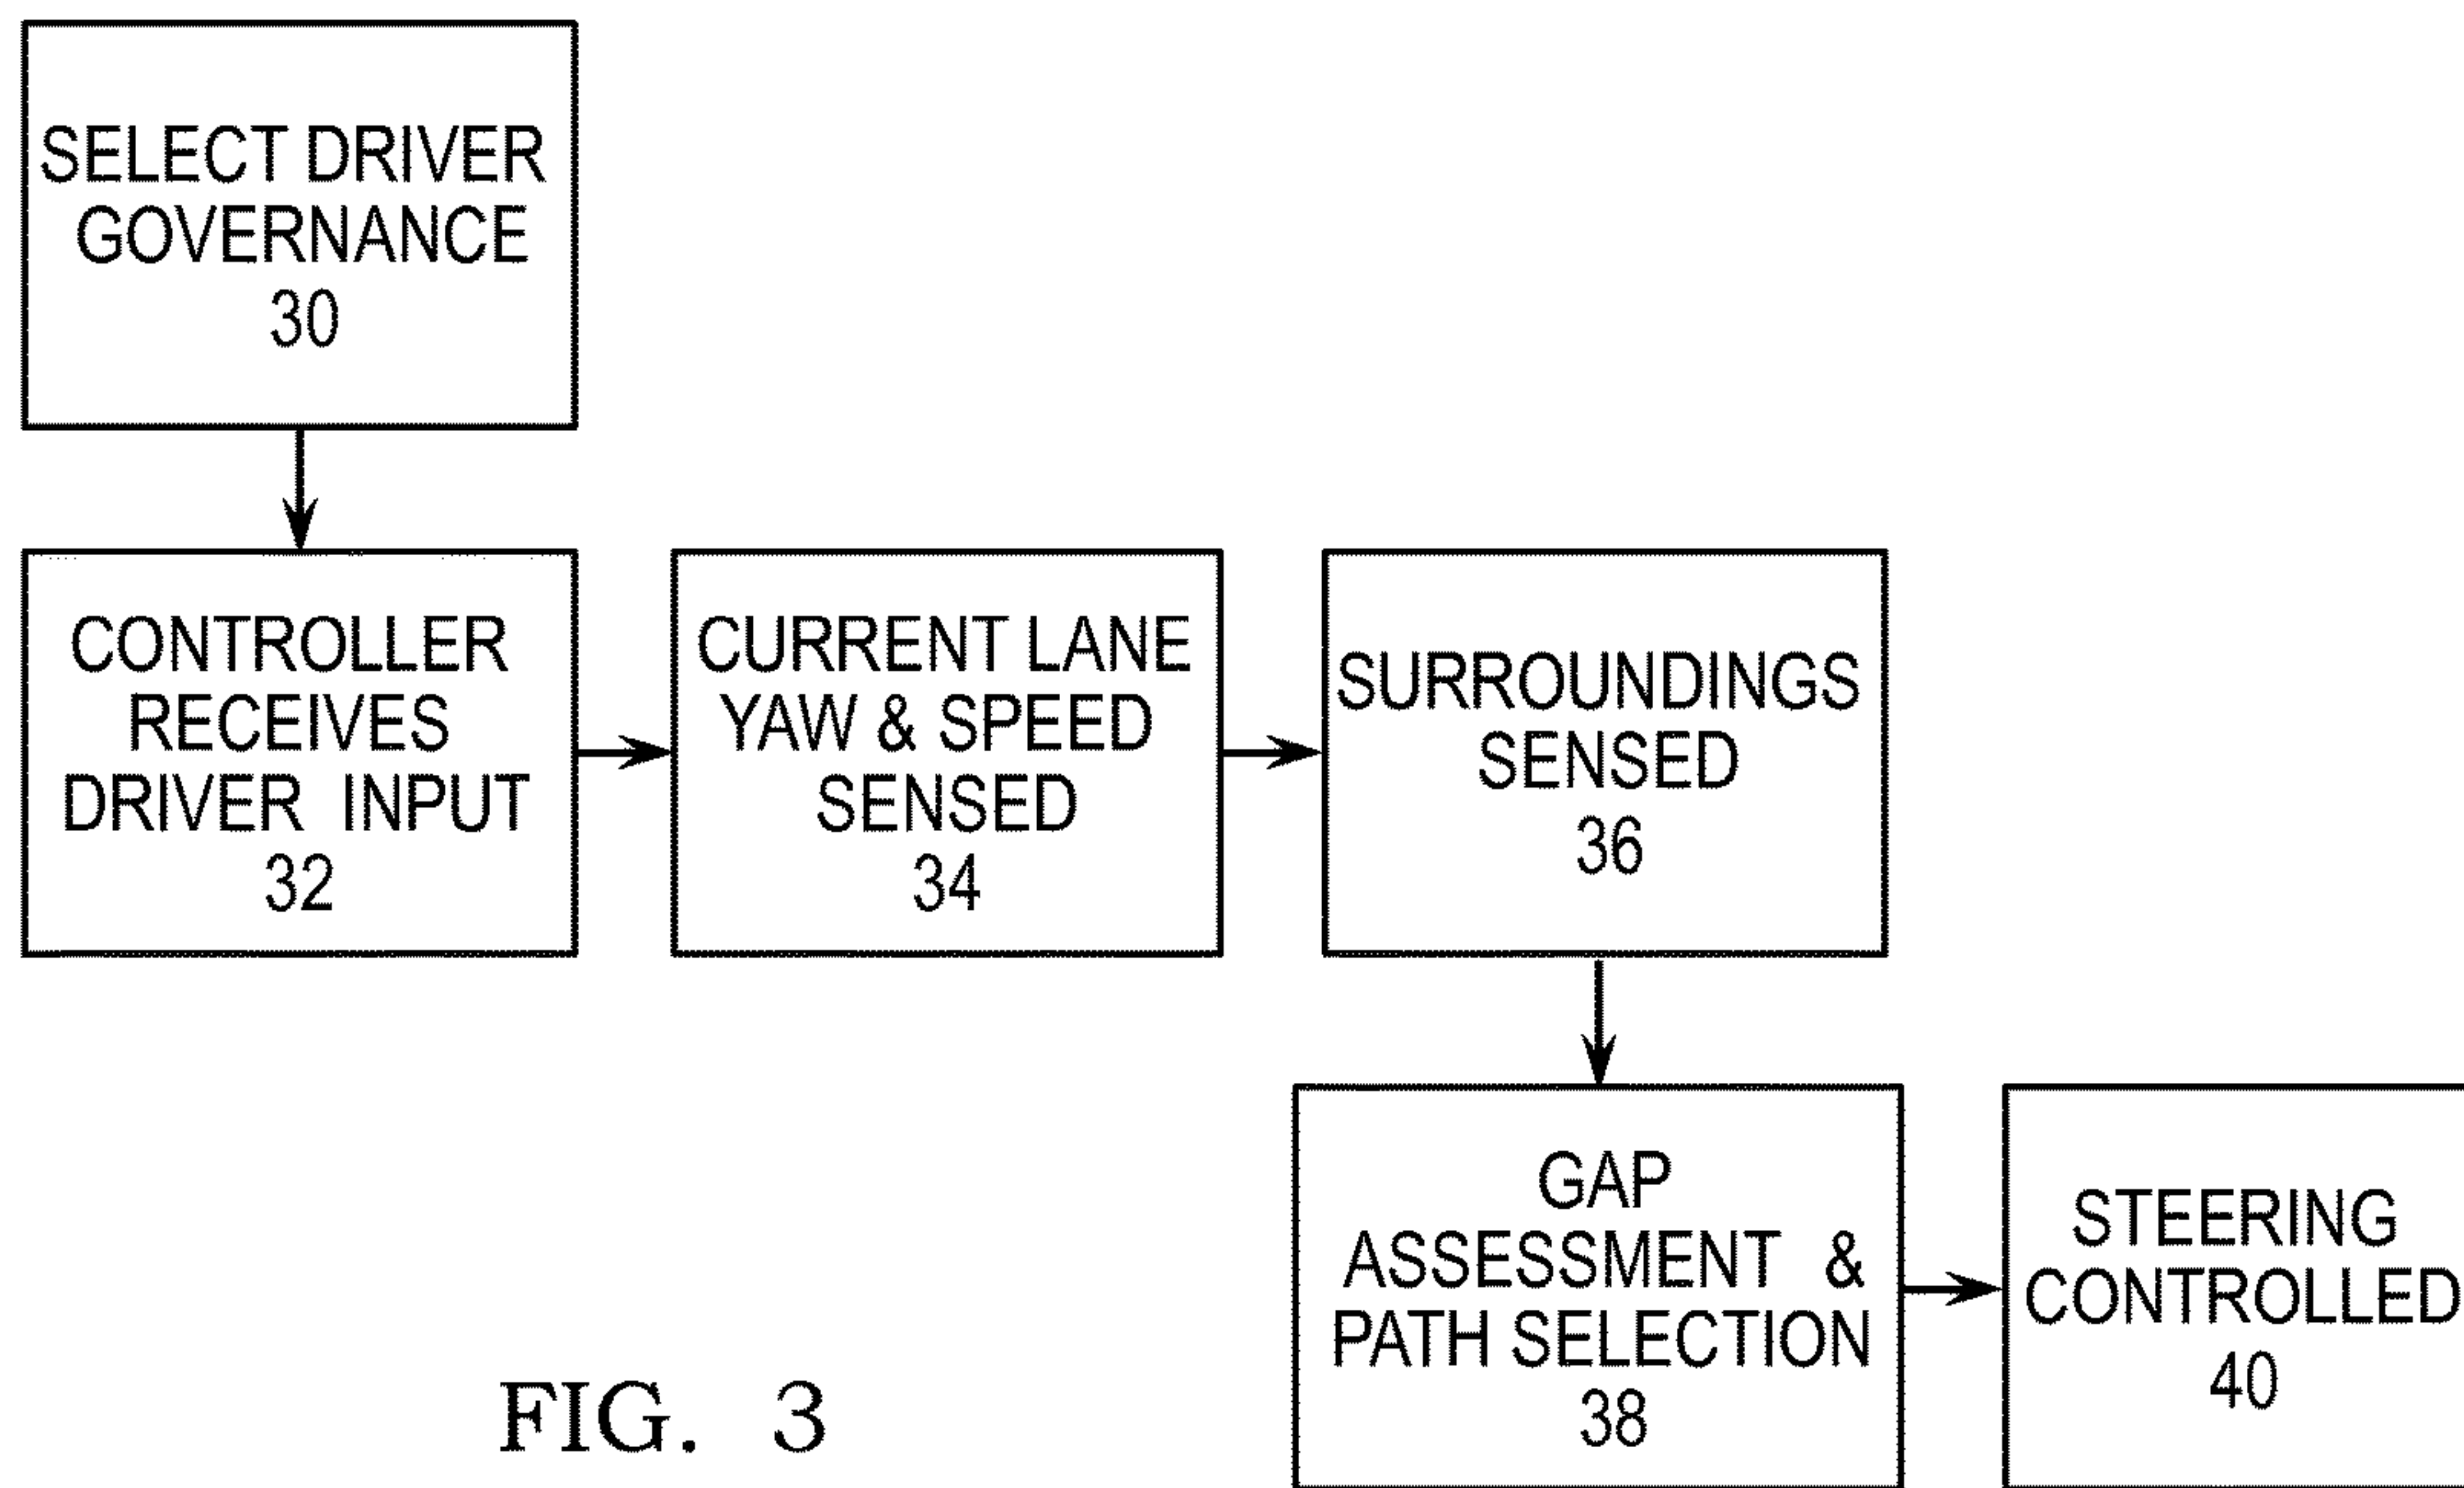 SELECT DRIVER
GOVERNANCE
30
CONTROLLER
RECEIVES
DRIVER INPUT
32
CURRENT LANE
YAW & SPEED
SENSED
34
SURROUNDINGS
SENSED
36
GAP
ASSESSMENT &
PATH SELECTION
38
STEERING
CONTROLLED
40
FIG. 3